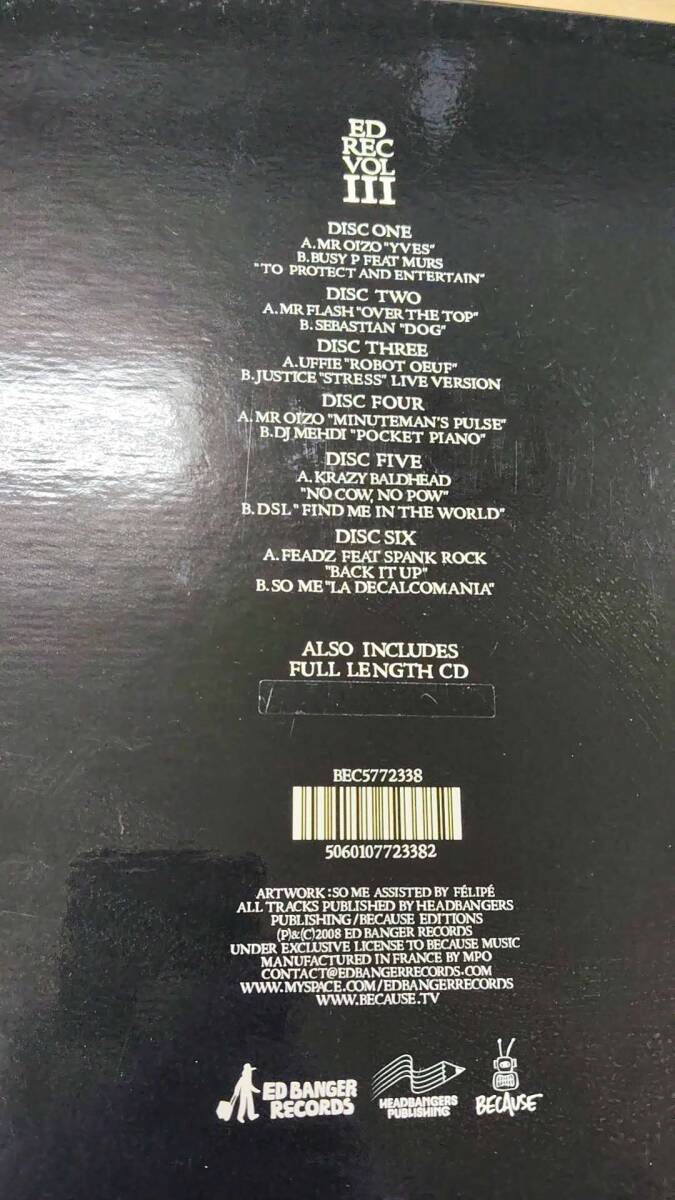 ED
REC
VOL
III
DISC ONE
A. MR OIZO "YVES"
B. BUSY P FEAT MURS
"TO PROTECT AND ENTERTAIN"
DISC TWO
A. MR FLASH "OVER THE TOP"
B. SEBASTIAN "DOG"
DISC THREE
A. UFFIE "ROBOT OEUF"
B. JUSTICE "STRESS" LIVE VERSION
DISC FOUR
A. MR OIZO "MINUTEMAN'S PULSE"
B. DJ MEHDI "POCKET PIANO"
DISC FIVE
A. KRAZY BALDHEAD
"NO COW, NO POW"
B. DSL "FIND ME IN THE WORLD"
DISC SIX
A. FEADZ FEAT SPANK ROCK
"BACK IT UP"
B. SO ME "LA DECALCOMANIA"
ALSO INCLUDES
FULL LENGTH CD
BEC5772338
5060107723382
ARTWORK : SO ME ASSISTED BY FÉLIPÉ
ALL TRACKS PUBLISHED BY HEADBANGERS
PUBLISHING / BECAUSE EDITIONS
(P)&(C)2008 ED BANGER RECORDS
UNDER EXCLUSIVE LICENSE TO BECAUSE MUSIC
MANUFACTURED IN FRANCE BY MPO
CONTACT@EDBANGERRECORDS.COM
WWW.MYSPACE.COM/EDBANGERRECORDS
WWW.BECAUSE.TV
ED BANGER
RECORDS
HEADBANGERS
PUBLISHING
BECAUSE